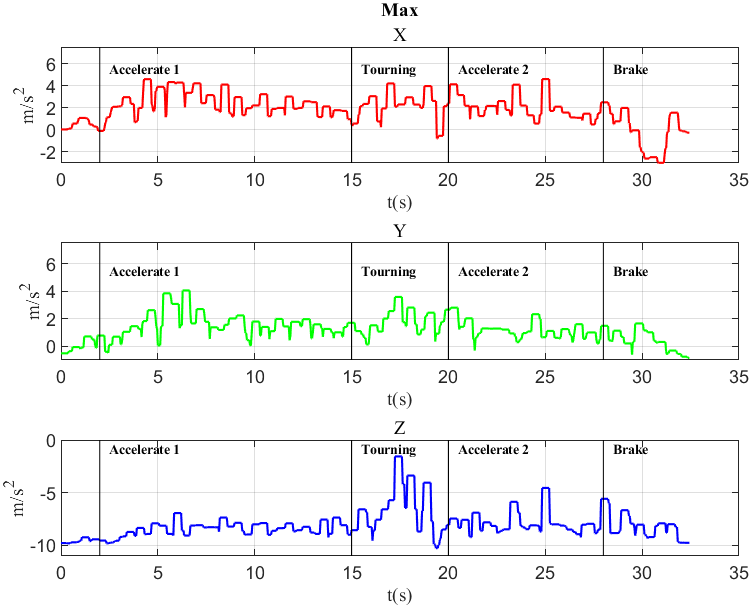 Max
X
6
4
2
0
-2
m/s²
Accelerate 1
Tourning
Accelerate 2
Brake
0 5 10 15 20 25 30 35
t(s)
Y
6
4
2
0
m/s²
Accelerate 1
Tourning
Accelerate 2
Brake
0 5 10 15 20 25 30 35
t(s)
Z
0
-5
-10
m/s²
Accelerate 1
Tourning
Accelerate 2
Brake
0 5 10 15 20 25 30 35
t(s)